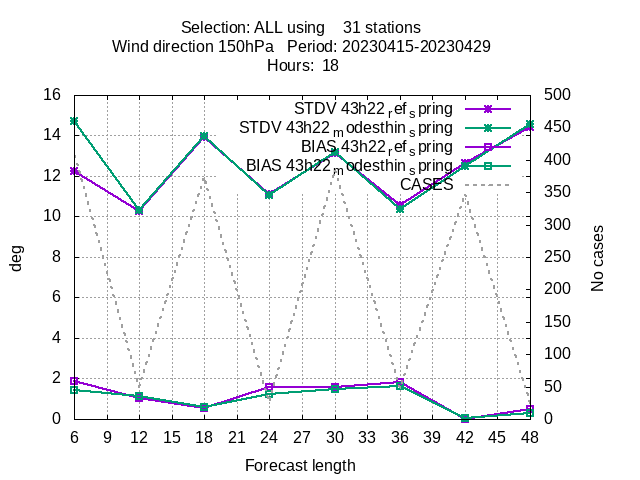 Selection: ALL using 31 stations
Wind direction 150hPa Period: 20230415-20230429
Hours: 18
STDV 43h22_ref_spring
STDV 43h22_modesthin_spring
BIAS 43h22_ref_spring
BIAS 43h22_modesthin_spring
CASES
16
14
12
10
8
6
4
2
0
deg
500
450
400
350
300
250
200
150
100
50
0
No cases
6 9 12 15 18 21 24 27 30 33 36 39 42 45 48
Forecast length